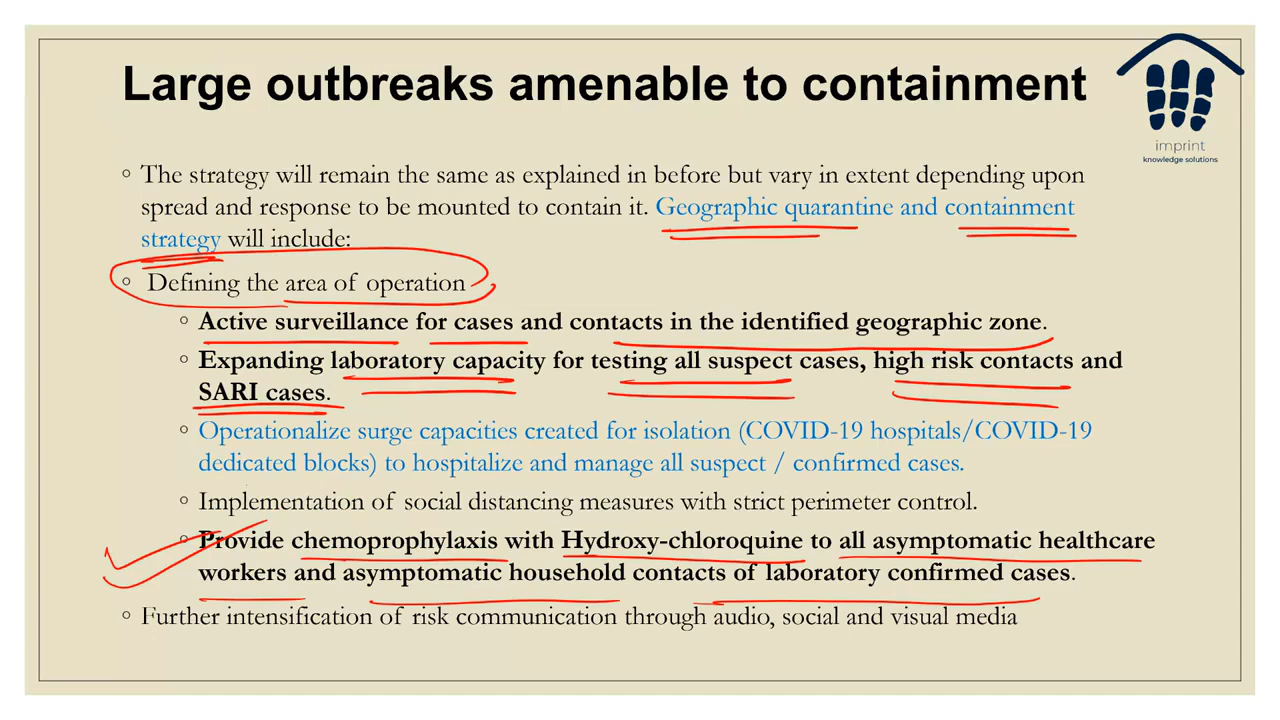 Large outbreaks amenable to containment
imprint
knowledge solutions
◦ The strategy will remain the same as explained in before but vary in extent depending upon
spread and response to be mounted to contain it. Geographic quarantine and containment
strategy will include:
◦ Defining the area of operation
◦ Active surveillance for cases and contacts in the identified geographic zone.
◦ Expanding laboratory capacity for testing all suspect cases, high risk contacts and
SARI cases.
◦ Operationalize surge capacities created for isolation (COVID-19 hospitals/COVID-19
dedicated blocks) to hospitalize and manage all suspect / confirmed cases.
◦ Implementation of social distancing measures with strict perimeter control.
◦ Provide chemoprophylaxis with Hydroxy-chloroquine to all asymptomatic healthcare
workers and asymptomatic household contacts of laboratory confirmed cases.
◦ Further intensification of risk communication through audio, social and visual media